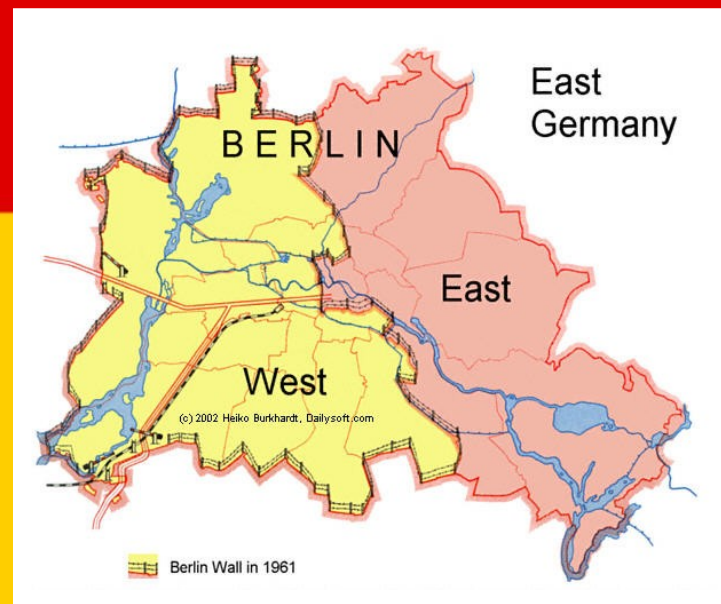 East
Germany
BERLIN
East
West
(c) 2002 Heiko Burkhardt, Dailysoft.com
Berlin Wall in 1961